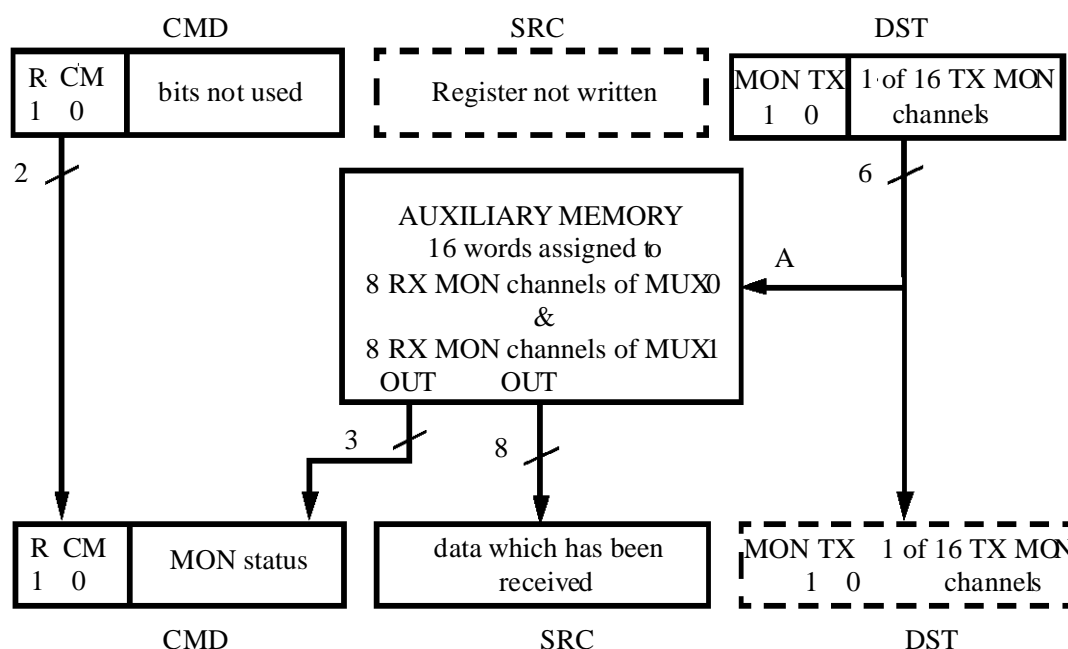 CMD SRC DST
R CM
1 0
bits not used
Register not written
MON TX
1 0
1 of 16 TX MON
channels
2
6
AUXILIARY MEMORY
16 words assigned to
8 RX MON channels of MUX0
&
8 RX MON channels of MUX1
OUT OUT
A
3
8
R CM
1 0
MON status
data which has been
received
MON TX 1 of 16 TX MON
1 0 channels
CMD SRC DST